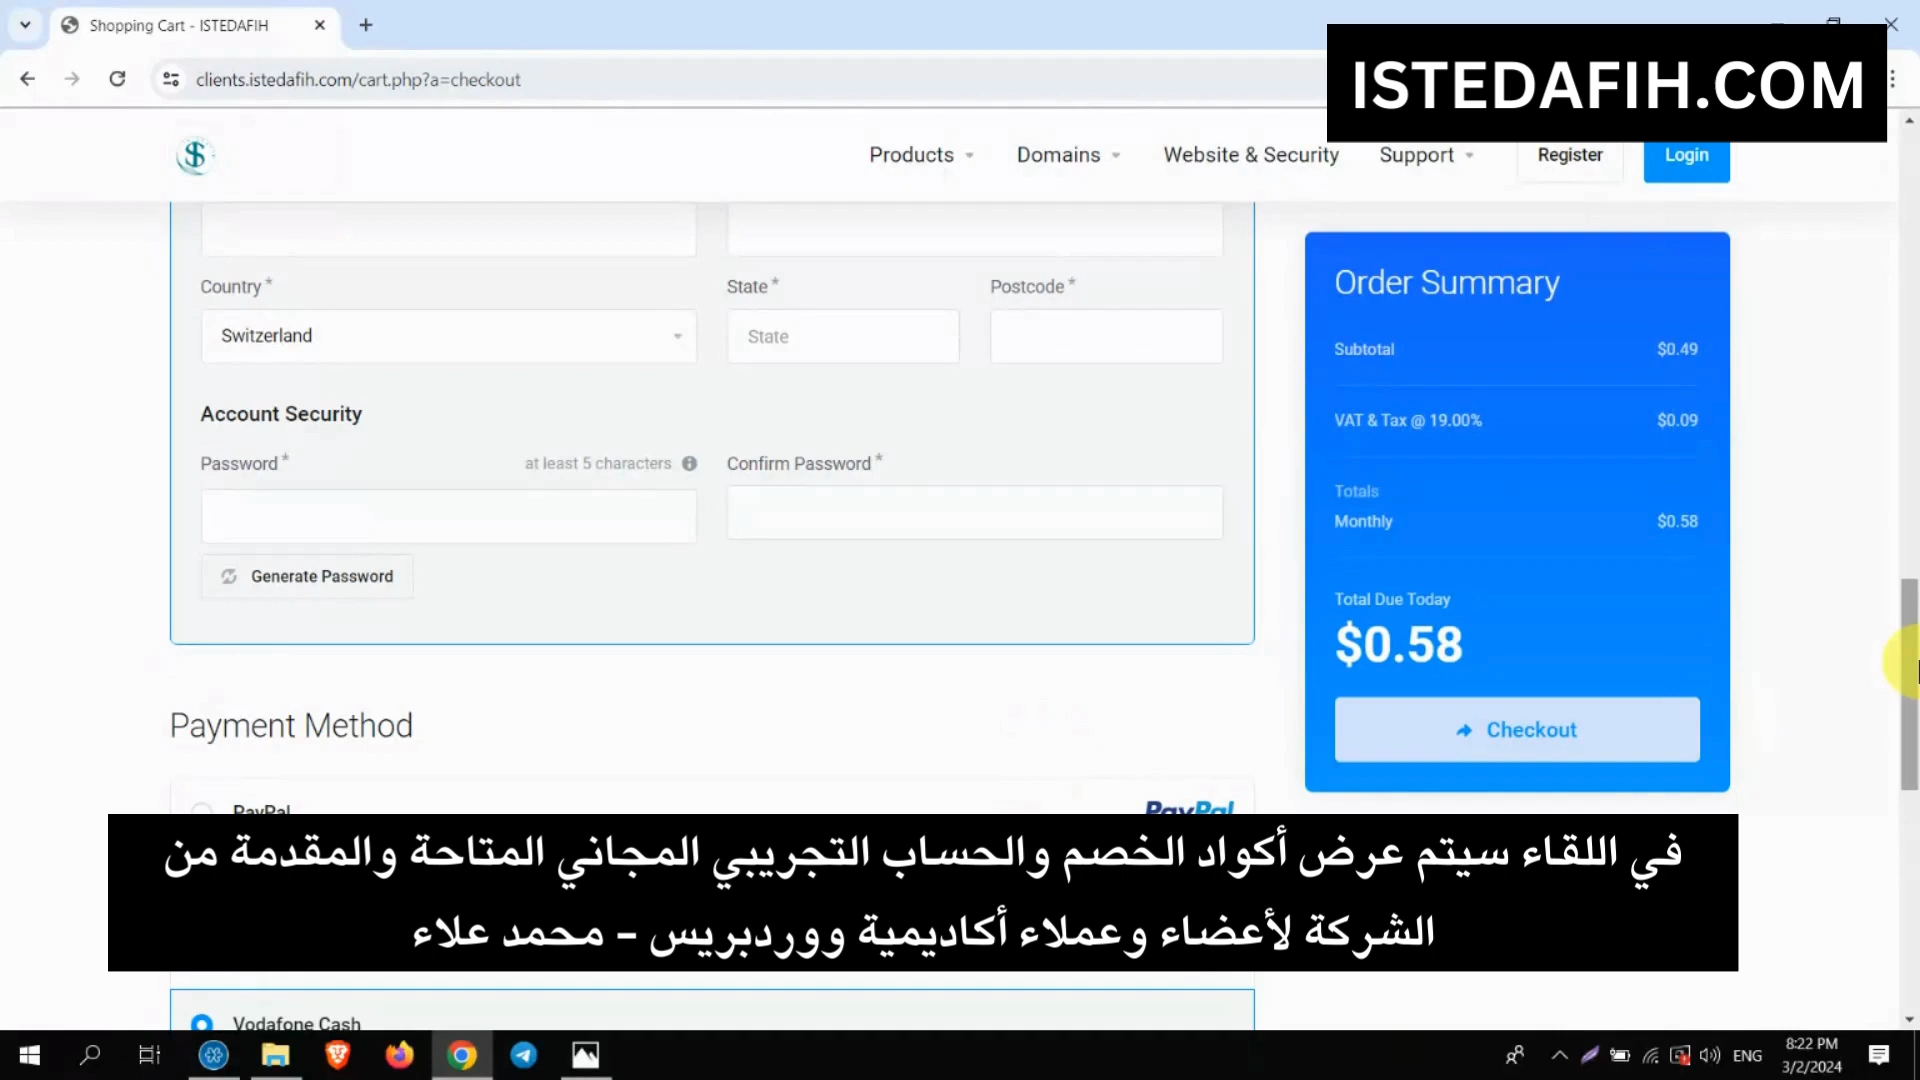 Shopping Cart - ISTEDAFIH
clients.istedafih.com/cart.php?a=checkout
ISTEDAFIH.COM
Products
Domains
Website & Security
Support
Register
Login
Country *
State *
Postcode *
Switzerland
State
Account Security
Password *
at least 5 characters
Confirm Password *
Generate Password
Order Summary
Subtotal
$0.49
VAT & Tax @ 19.00%
$0.09
Totals
Monthly
$0.58
Total Due Today
$0.58
Checkout
Payment Method
PayPal
PayPal
في اللقاء سيتم عرض أكواد الخصم والحساب التجريبي المجاني المتاحة والمقدمة من
الشركة لأعضاء وعملاء أكاديمية ووردبريس – محمد علاء
Vodafone Cash
ENG
8:22 PM
3/2/2024